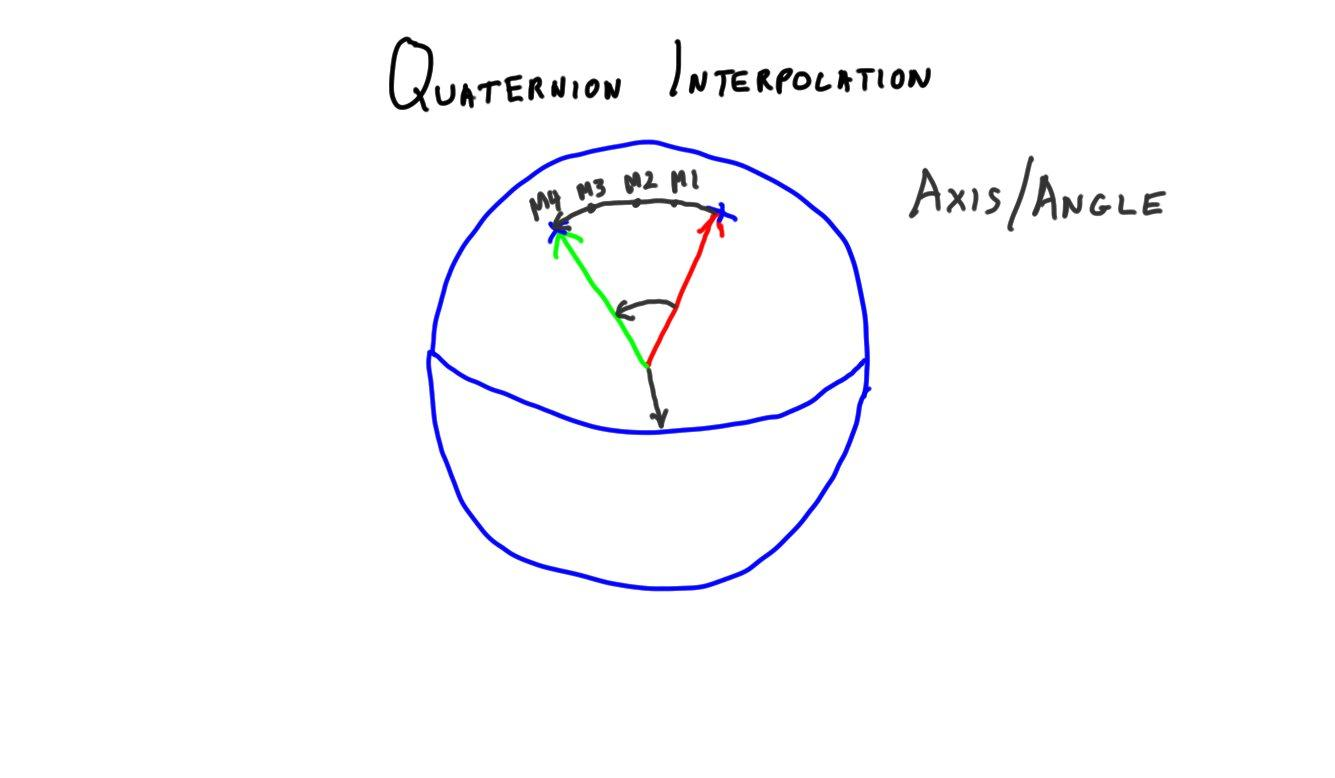 QUATERNION INTERPOLATION
AXIS/ANGLE
M4 M3 M2 M1